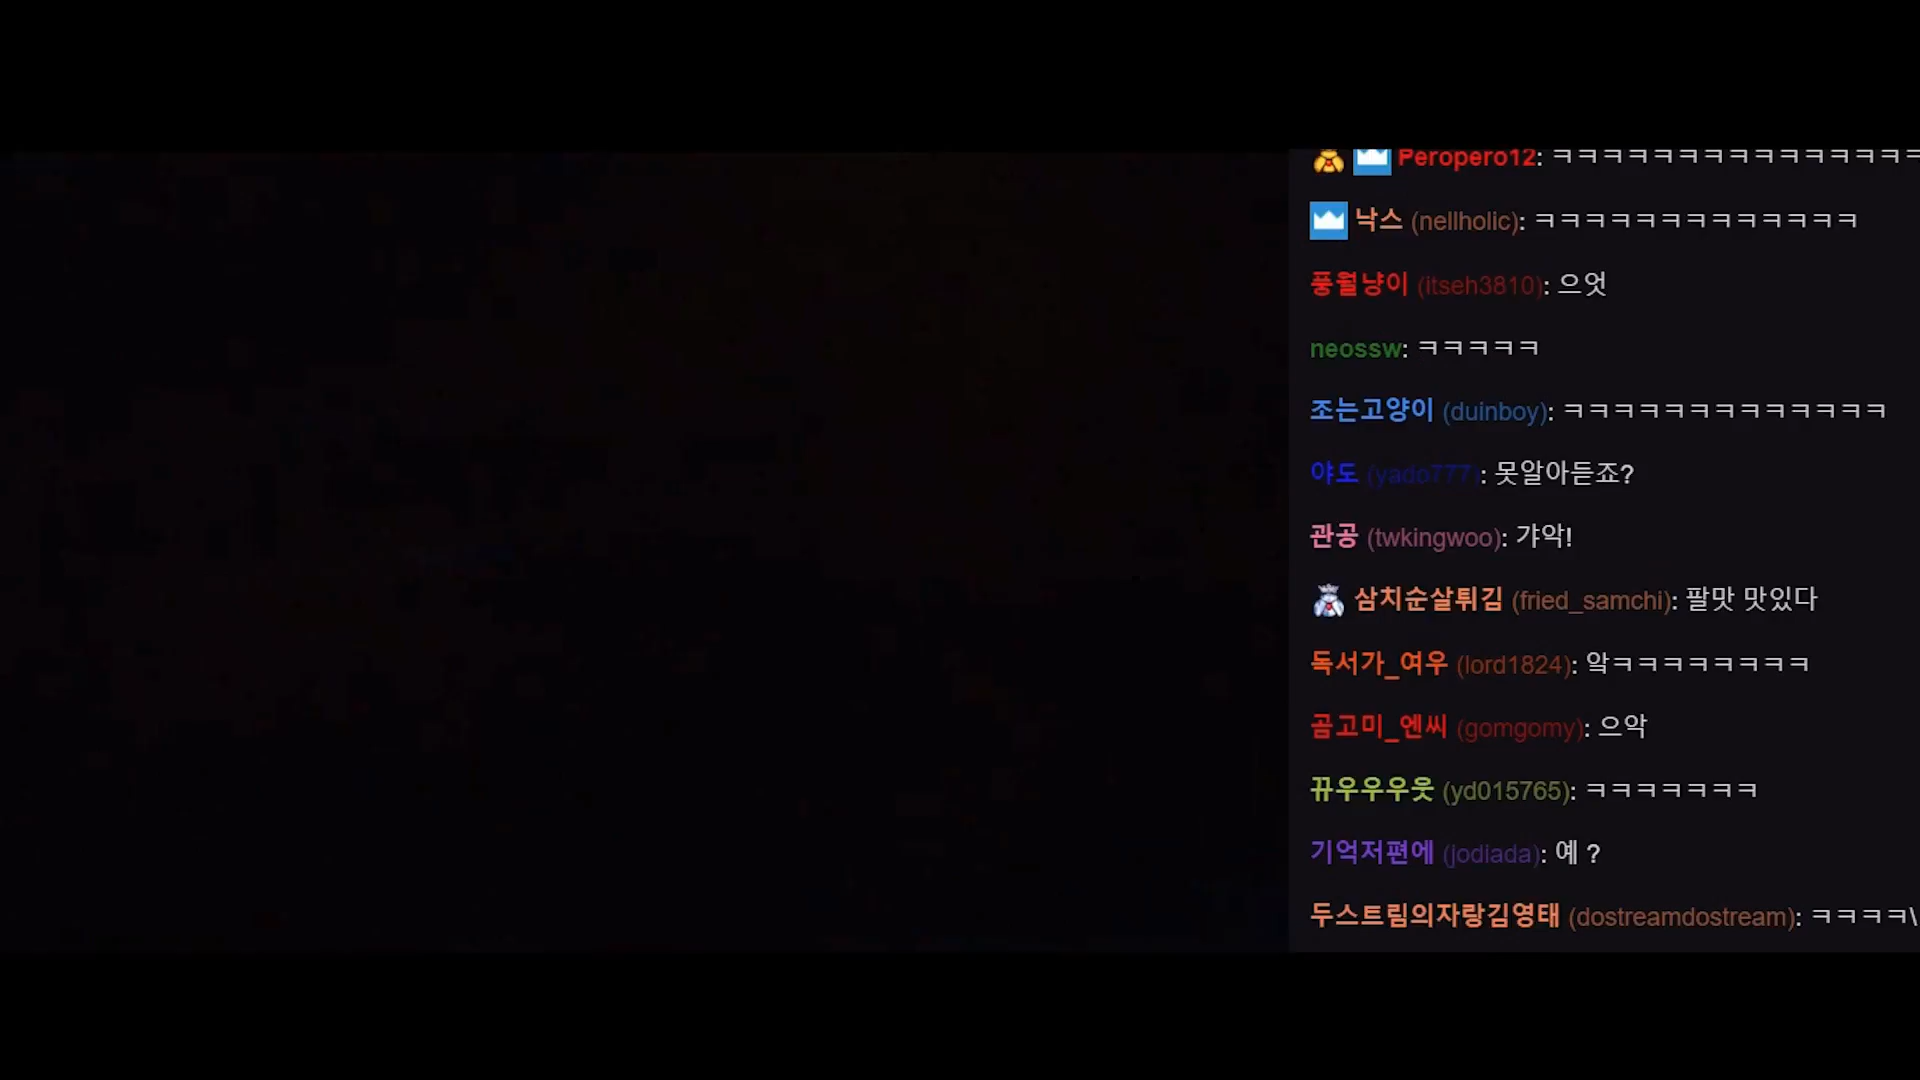 Peropero12: ㅋㅋㅋㅋㅋㅋㅋㅋㅋㅋㅋㅋㅋㅋㅋ
낙스 (nellholic): ㅋㅋㅋㅋㅋㅋㅋㅋㅋㅋㅋㅋㅋ
풍월냥이 (itseh3810): 으엇
neossw: ㅋㅋㅋㅋㅋ
조는고양이 (duinboy): ㅋㅋㅋㅋㅋㅋㅋㅋㅋㅋㅋㅋㅋ
야도 (yado777): 못알아듣죠?
관공 (twkingwoo): 갸악!
삼치순살튀김 (fried_samchi): 팔맛 맛있다
독서가_여우 (lord1824): 앜ㅋㅋㅋㅋㅋㅋㅋㅋ
곰고미_엔씨 (gomgomy): 으악
뀨우우우웃 (yd015765): ㅋㅋㅋㅋㅋㅋㅋ
기억저편에 (jodiada): 예 ?
두스트림의자랑김영태 (dostreamdostream): ㅋㅋㅋㅋ\